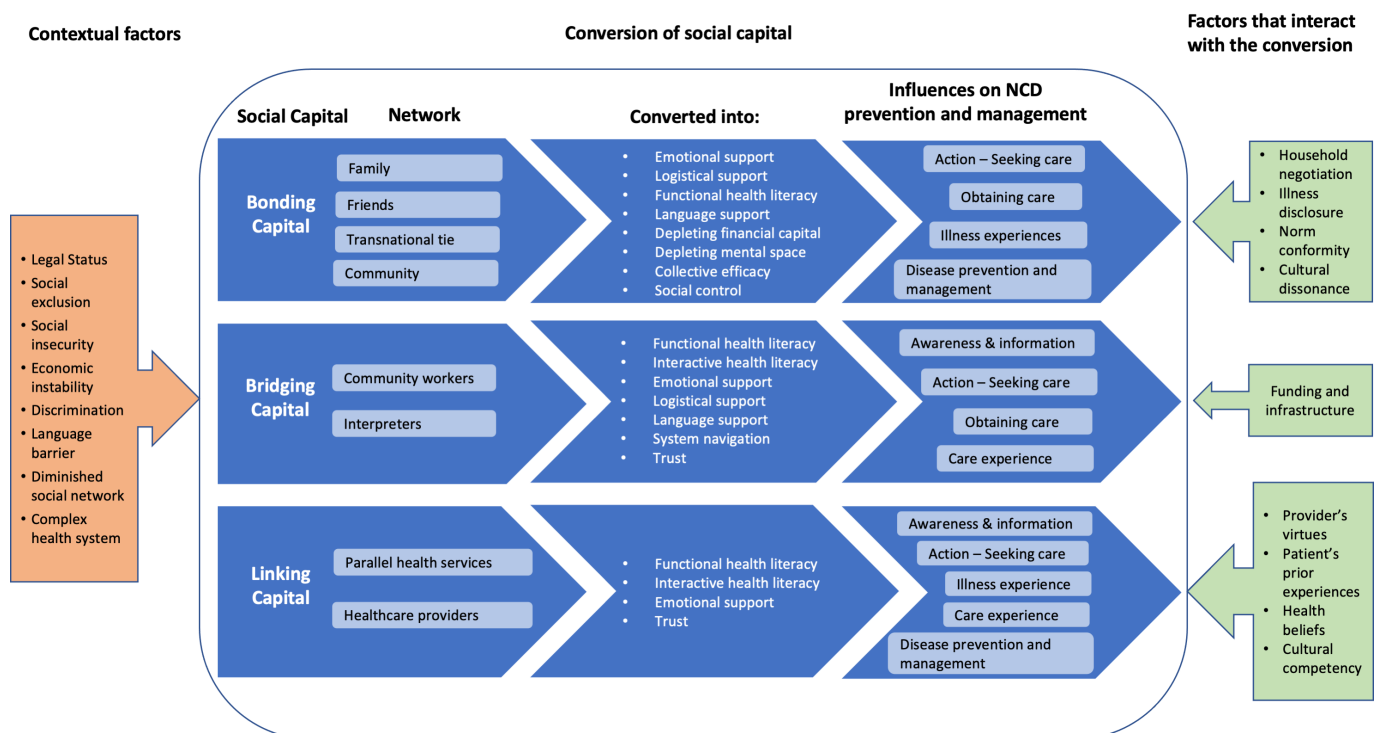 Contextual factors
Conversion of social capital
Factors that interact
with the conversion
• Legal Status
• Social
exclusion
• Social
insecurity
• Economic
instability
• Discrimination
• Language
barrier
• Diminished
social network
• Complex
health system
Social Capital
Network
Converted into:
Influences on NCD
prevention and management
Bonding
Capital
Family
Friends
Transnational tie
Community
• Emotional support
• Logistical support
• Functional health literacy
• Language support
• Depleting financial capital
• Depleting mental space
• Collective efficacy
• Social control
Action – Seeking care
Obtaining care
Illness experiences
Disease prevention and
management
• Household
negotiation
• Illness
disclosure
• Norm
conformity
• Cultural
dissonance
Bridging
Capital
Community workers
Interpreters
• Functional health literacy
• Interactive health literacy
• Emotional support
• Logistical support
• Language support
• System navigation
• Trust
Awareness & information
Action – Seeking care
Obtaining care
Care experience
Funding and
infrastructure
Linking
Capital
Parallel health services
Healthcare providers
• Functional health literacy
• Interactive health literacy
• Emotional support
• Trust
Awareness & information
Action – Seeking care
Illness experience
Care experience
Disease prevention and
management
• Provider's
virtues
• Patient's
prior
experiences
• Health
beliefs
• Cultural
competency